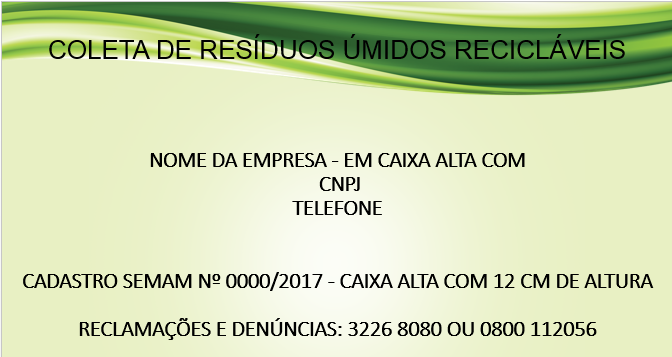 COLETA DE RESÍDUOS ÚMIDOS RECICLÁVEIS
NOME DA EMPRESA - EM CAIXA ALTA COM
CNPJ
TELEFONE
CADASTRO SEMAM Nº 0000/2017 - CAIXA ALTA COM 12 CM DE ALTURA
RECLAMAÇÕES E DENÚNCIAS: 3226 8080 OU 0800 112056